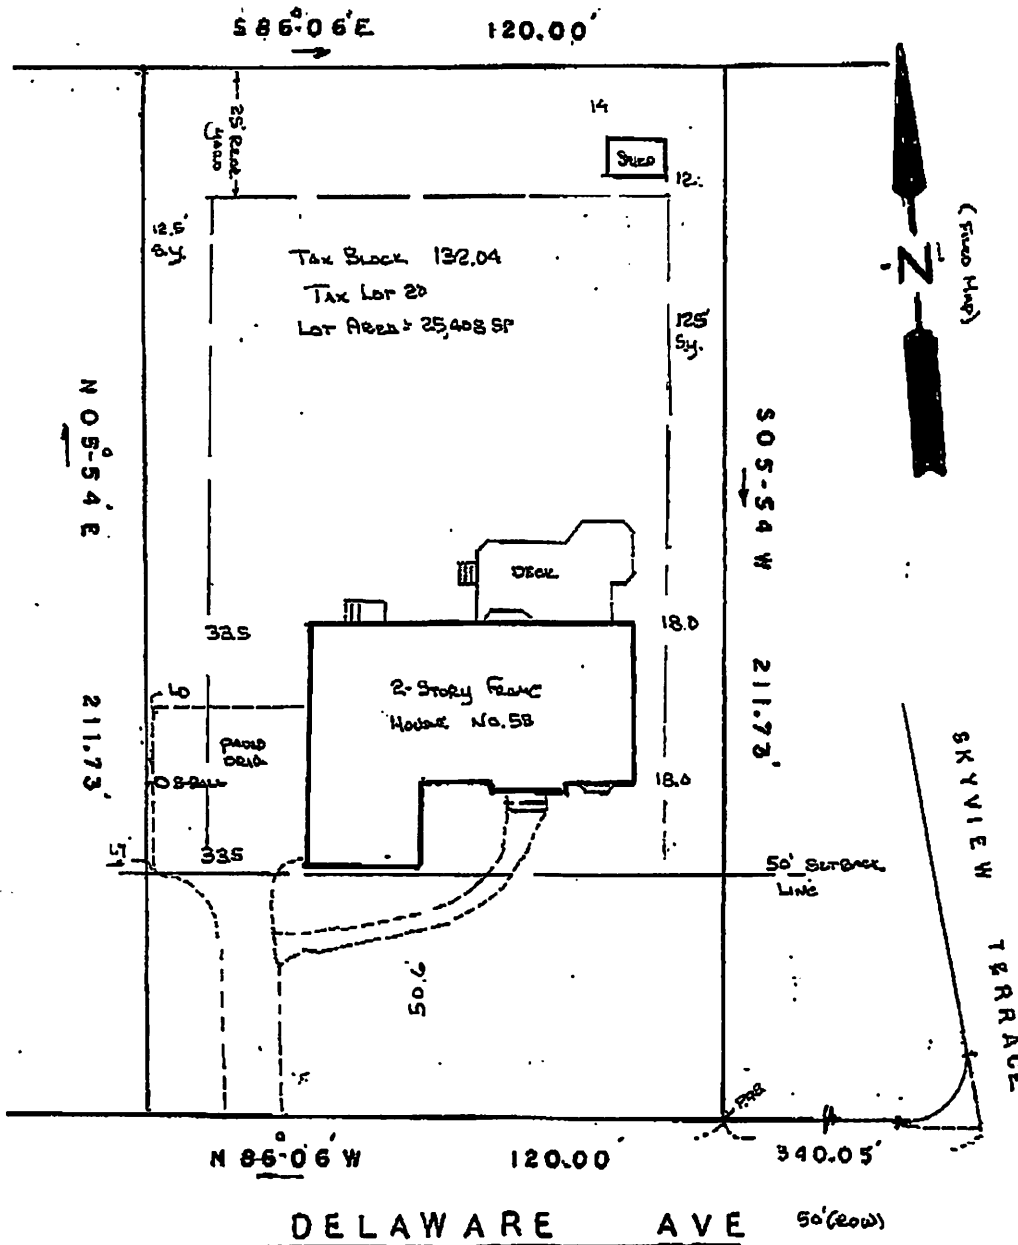 S 86°06'E 120.00'
25' Rear
Yard
14
Shed
12.
12.5'
S.Y.
Tax Block 132.04
Tax Lot 20
Lot Area = 25,408 SF
12.5'
S.Y.
N
(Filed Map)
N 05°-54' E
211.73'
S 05-54 W
211.73'
Deck
33.5
18.0
2-Story Frame
House No. 58
Paved
18.0
33.5
50' Setback
Line
50.6
SKYVIEW TERRACE
P.O.B.
N 86°06'W 120.00' 340.05'
DELAWARE AVE 50'(ROW)